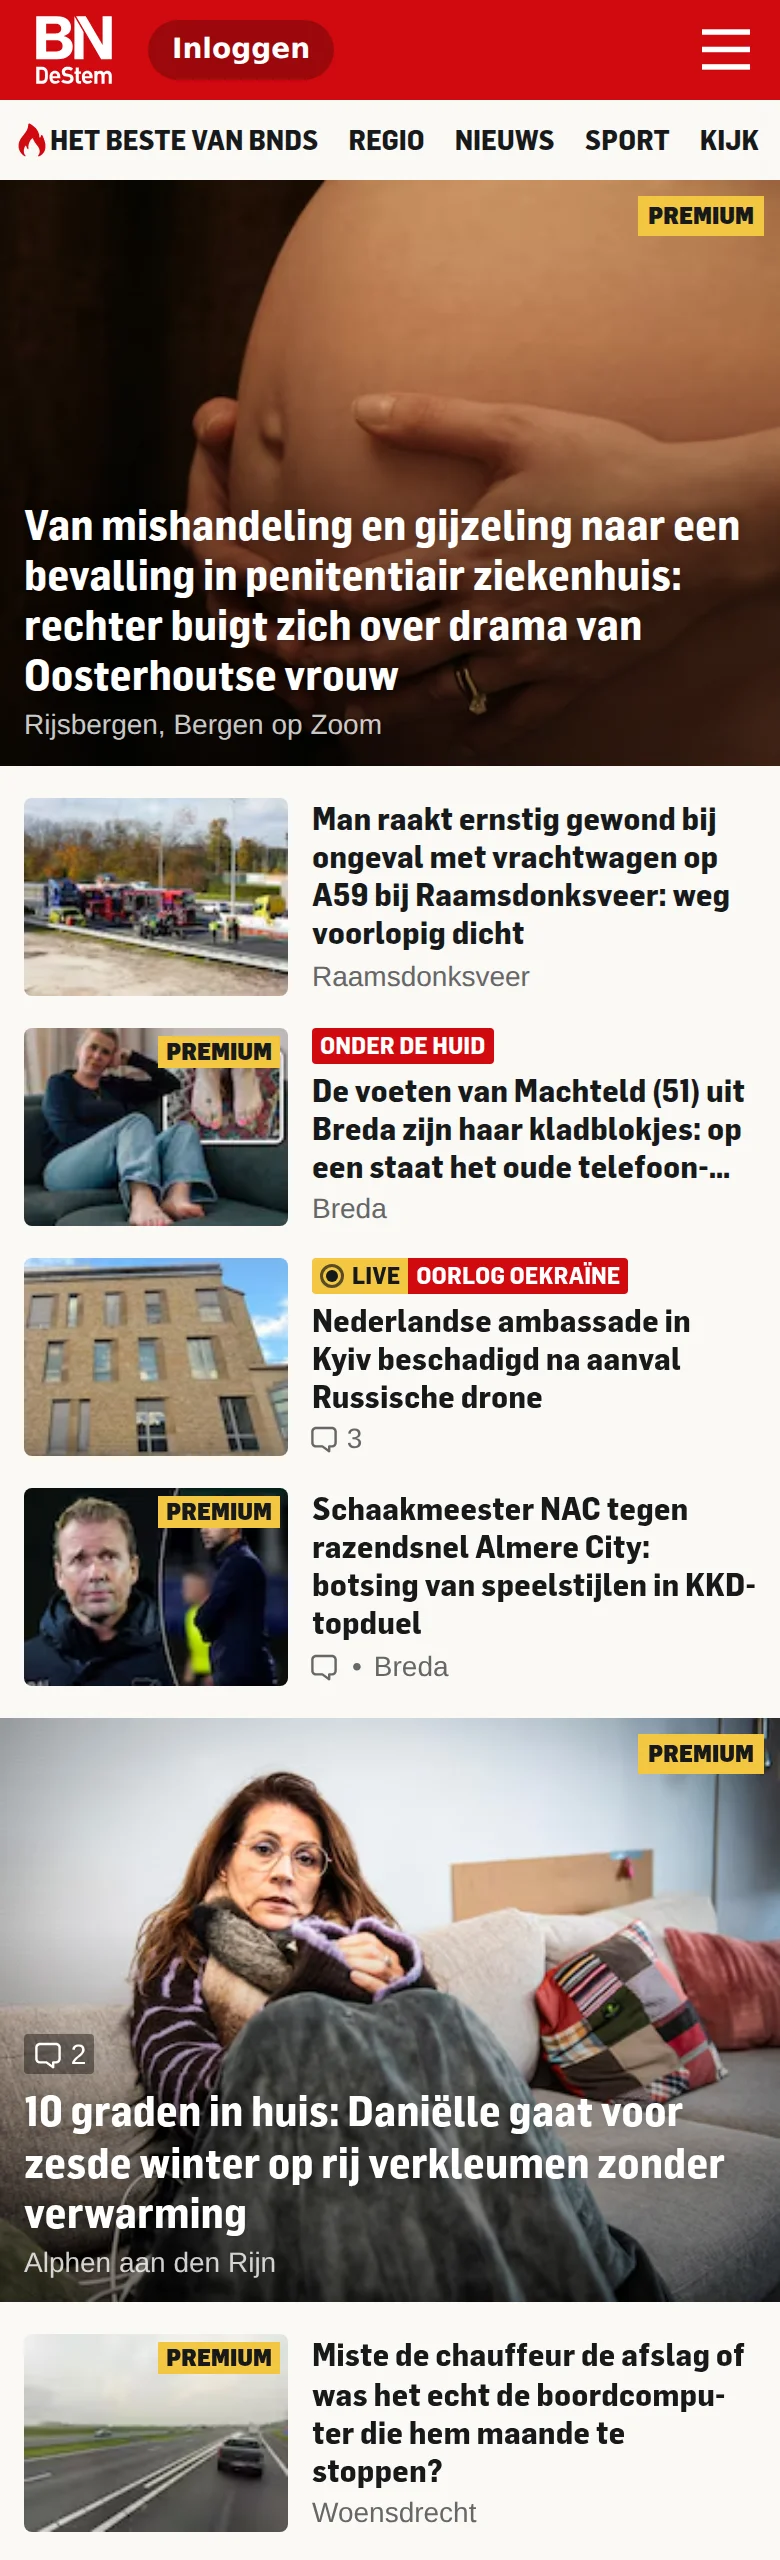 BN
DeStem
Inloggen
HET BESTE VAN BNDS REGIO NIEUWS SPORT KIJK
PREMIUM
Van mishandeling en gijzeling naar een
bevalling in penitentiair ziekenhuis:
rechter buigt zich over drama van
Oosterhoutse vrouw
Rijsbergen, Bergen op Zoom
Man raakt ernstig gewond bij
ongeval met vrachtwagen op
A59 bij Raamsdonksveer: weg
voorlopig dicht
Raamsdonksveer
PREMIUM
ONDER DE HUID
De voeten van Machteld (51) uit
Breda zijn haar kladblokjes: op
een staat het oude telefoon-...
Breda
LIVE OORLOG OEKRAÏNE
Nederlandse ambassade in
Kyiv beschadigd na aanval
Russische drone
3
PREMIUM
Schaakmeester NAC tegen
razendsnel Almere City:
botsing van speelstijlen in KKD-
topduel
• Breda
PREMIUM
2
10 graden in huis: Daniëlle gaat voor
zesde winter op rij verkleumen zonder
verwarming
Alphen aan den Rijn
PREMIUM
Miste de chauffeur de afslag of
was het echt de boordcompu-
ter die hem maande te
stoppen?
Woensdrecht